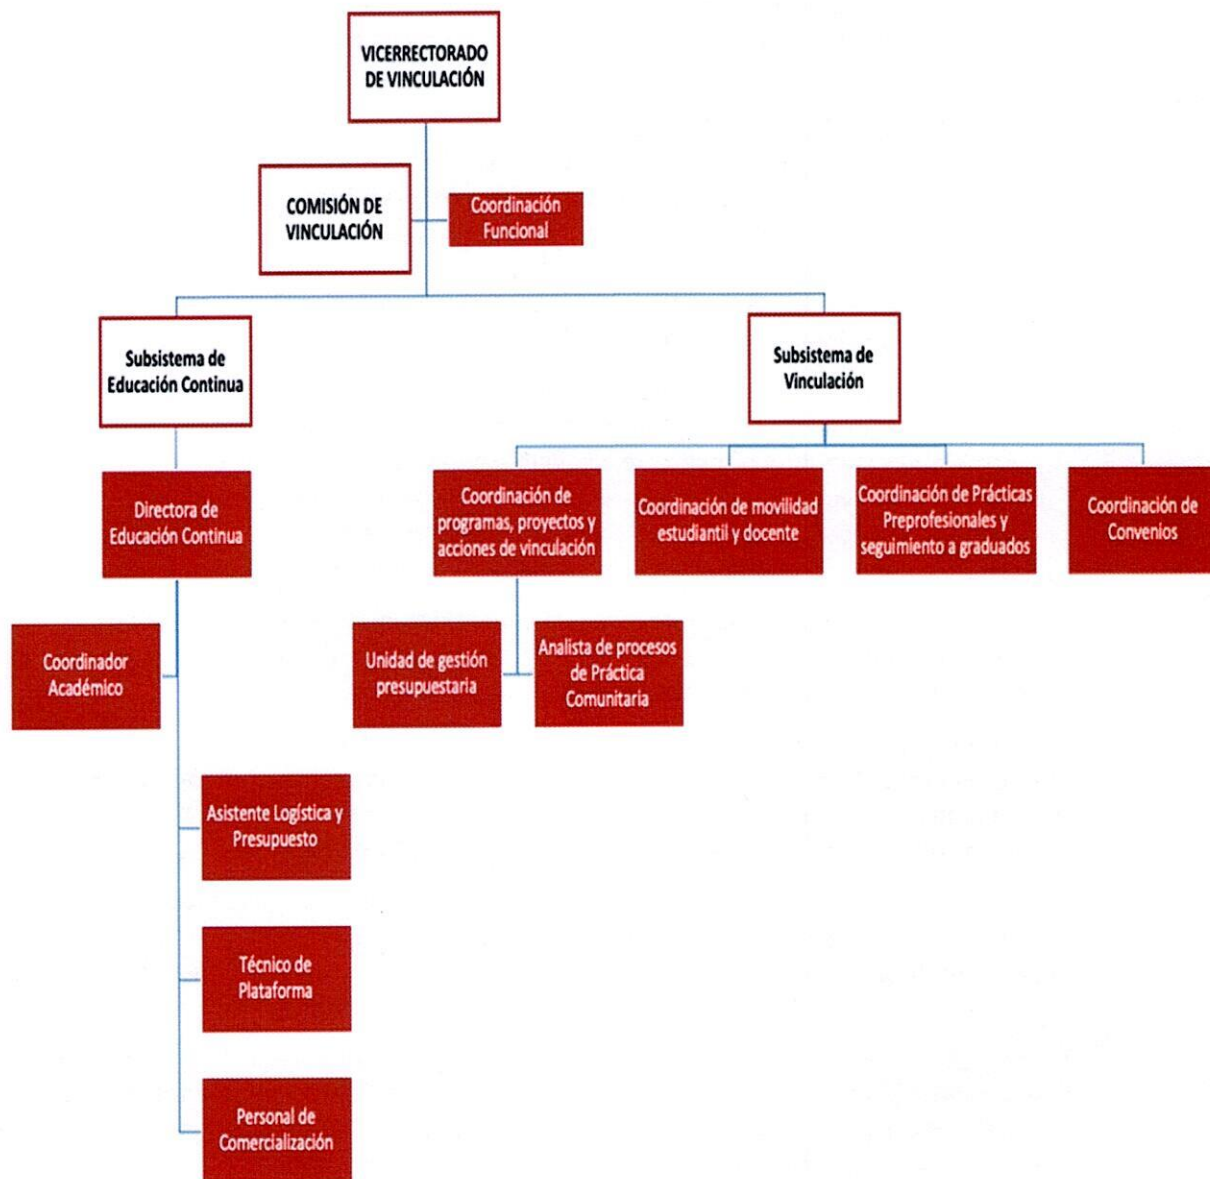 VICERRECTORADO
DE VINCULACIÓN
COMISIÓN DE
VINCULACIÓN
Coordinación
Funcional
Subsistema de
Educación Continua
Subsistema de
Vinculación
Directora de
Educación Continua
Coordinación de
programas, proyectos y
acciones de vinculación
Coordinación de movilidad
estudiantil y docente
Coordinación de Prácticas
Preprofesionales y
seguimiento a graduados
Coordinación de
Convenios
Coordinador
Académico
Unidad de gestión
presupuestaria
Analista de procesos
de Práctica
Comunitaria
Asistente Logística y
Presupuesto
Técnico de
Plataforma
Personal de
Comercialización